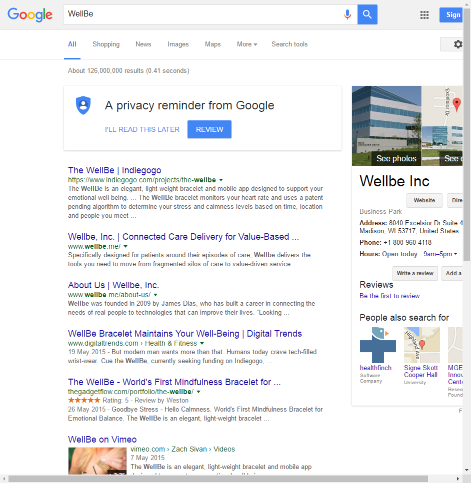 Google
WellBe
Sign
All Shopping News Images Maps More Search tools
About 126,000,000 results (0.41 seconds)
A privacy reminder from Google
I'LL READ THIS LATER REVIEW
The WellBe | Indiegogo
https://www.indiegogo.com/projects/the-wellbe
The WellBe is an elegant, light-weight bracelet and mobile app designed to support your
emotional well-being. ... The WellBe bracelet monitors your heart rate and uses a patent
pending algorithm to determine your stress and calmness levels based on time, location
and people you meet ...
Wellbe, Inc. | Connected Care Delivery for Value-Based ...
www.wellbe.me/
Specifically designed for patients around their episodes of care, Wellbe delivers the
tools you need to move from fragmented silos of care to value-driven service
About Us | Wellbe, Inc.
www.wellbe.me/about-us/
Wellbe was founded in 2009 by James Dias, who has built a career in connecting the
needs of real people to technologies that can improve their lives. "Looking ...
WellBe Bracelet Maintains Your Well-Being | Digital Trends
www.digitaltrends.com › Health & Fitness
19 May 2015 - But modern man wants more than that. Humans today crave tech-filled
wrist-wear. Cue the WellBe, currently seeking funding on Indiegogo,
The WellBe - World's First Mindfulness Bracelet for ...
thegadgetflow.com/portfolio/the-wellbe/
Rating: 5 - Review by Weston
26 May 2015 - Goodbye Stress - Hello Calmness. World's First Mindfulness Bracelet for
Emotional Balance. The WellBe is an elegant, light-weight bracelet ...
WellBe on Vimeo
vimeo.com › Zach Sivan › Videos
7 May 2015
The WellBe is an elegant, light-weight bracelet and mobile app
See photos
Wellbe Inc
Website
Business Park
Address: 8040 Excelsior Dr Suite
Madison, WI 53717, United States
Phone: +1 800-960-4118
Hours: Open today · 9am–5pm
Write a review Add a
Reviews
Be the first to review
People also search for
healthfinch
Software
Company
Signe Skott
Cooper Hall
University
MGE
Innov
Center
Resea
Found